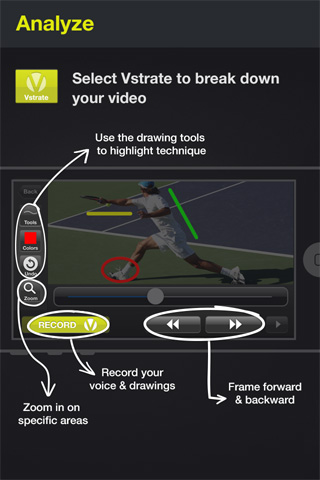 Analyze
Vstrate
Select Vstrate to break down
your video
Use the drawing tools
to highlight technique
Back
Tools
Colors
Undo
Zoom
RECORD
Record your
voice & drawings
Frame forward
& backward
Zoom in on
specific areas